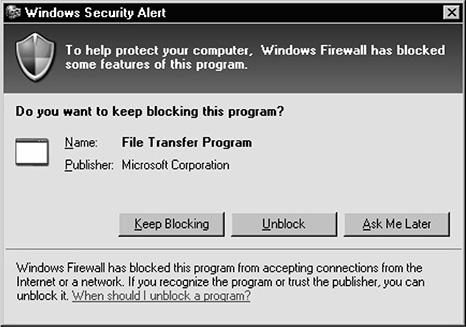 Windows Security Alert
To help protect your computer, Windows Firewall has blocked
some features of this program.
Do you want to keep blocking this program?
Name: File Transfer Program
Publisher: Microsoft Corporation
Keep Blocking Unblock Ask Me Later
Windows Firewall has blocked this program from accepting connections from the
Internet or a network. If you recognize the program or trust the publisher, you can
unblock it. When should I unblock a program?